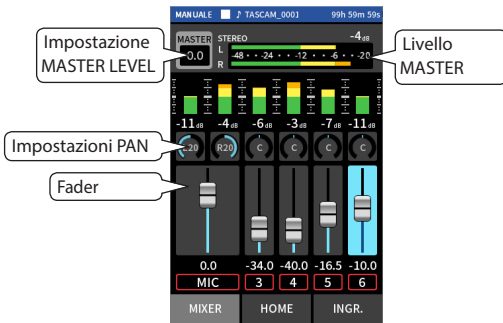 MANUALE ♪ TASCAM_0001 99h 59m 59s
Impostazione
MASTER LEVEL
MASTER
0.0
STEREO -4dB
L
-48 · · -24 · · · -12 · · -6 · · -20
R
Livello
MASTER
-11dB -4dB -6dB -3dB -7dB -11dB
Impostazioni PAN
L20 R20 C C C C
Fader
0.0 -34.0 -40.0 -16.5 -10.0
MIC 3 4 5 6
MIXER HOME INGR.